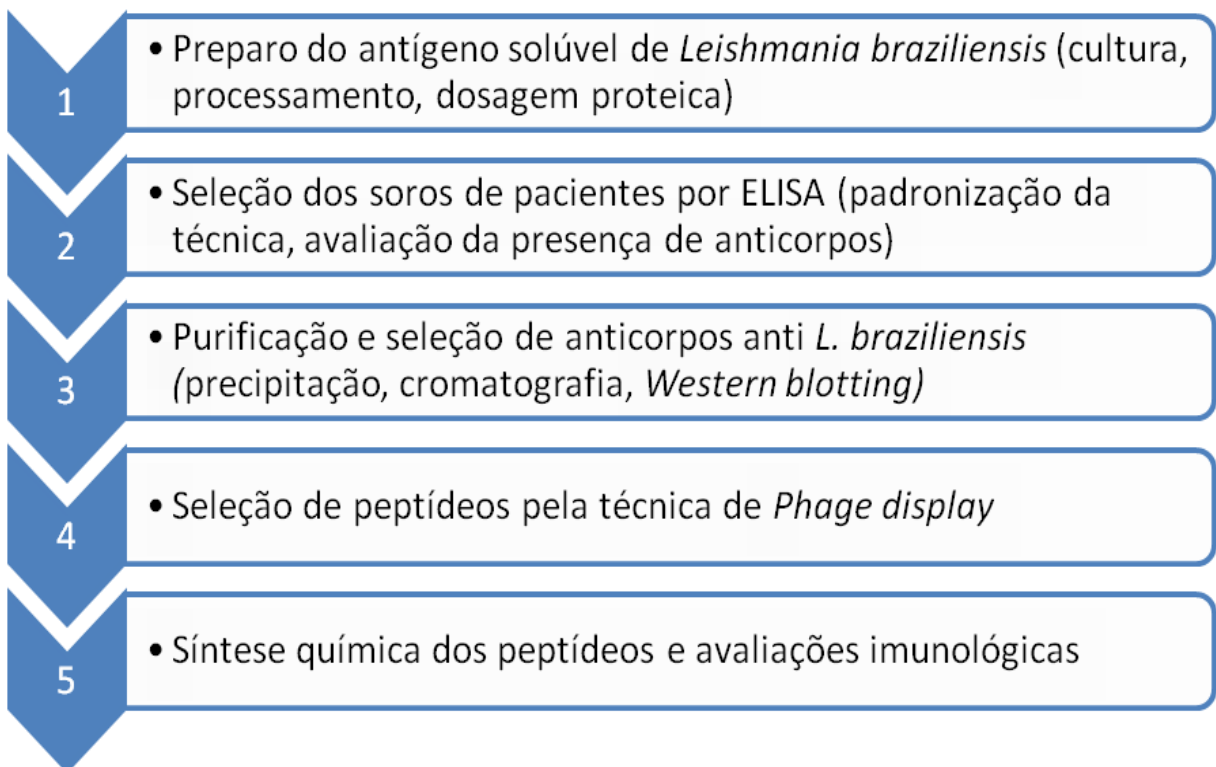 1
• Preparo do antígeno solúvel de Leishmania braziliensis (cultura,
processamento, dosagem proteica)
2
• Seleção dos soros de pacientes por ELISA (padronização da
técnica, avaliação da presença de anticorpos)
3
• Purificação e seleção de anticorpos anti L. braziliensis
(precipitação, cromatografia, Western blotting)
4
• Seleção de peptídeos pela técnica de Phage display
5
• Síntese química dos peptídeos e avaliações imunológicas